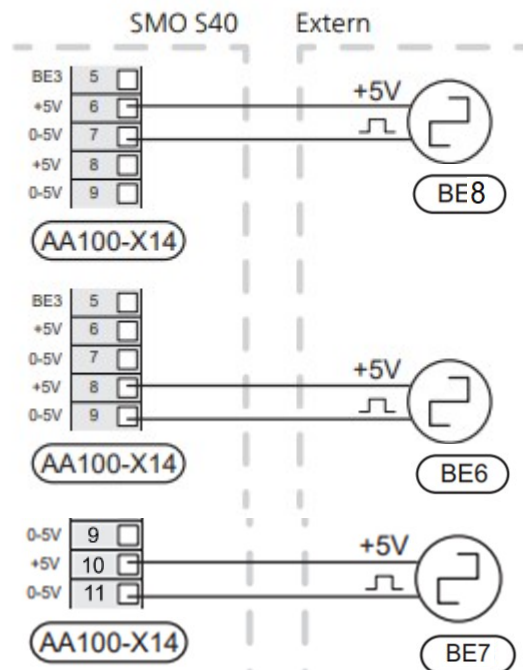 SMO S40 Extern
BE3 5
+5V 6 +5V
0-5V 7
+5V 8
0-5V 9
BE8
AA100-X14
BE3 5
+5V 6
0-5V 7
+5V 8 +5V
0-5V 9
AA100-X14
BE6
0-5V 9
+5V 10 +5V
0-5V 11
AA100-X14
BE7